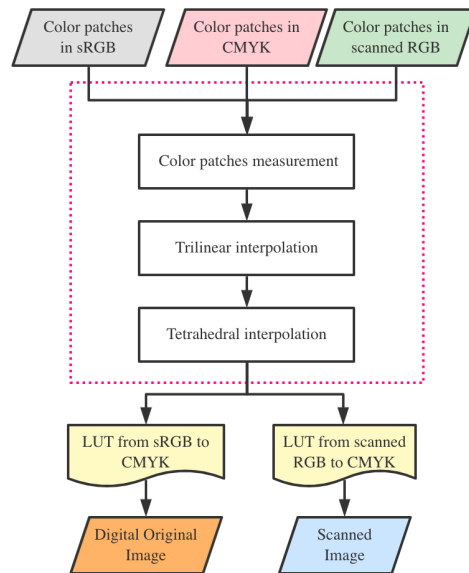 Color patches
in sRGB
Color patches in
CMYK
Color patches
in scanned RGB
Color patches measurement
Trilinear interpolation
Tetrahedral interpolation
LUT from sRGB to
CMYK
LUT from scanned
RGB to CMYK
Digital Original
Image
Scanned
Image